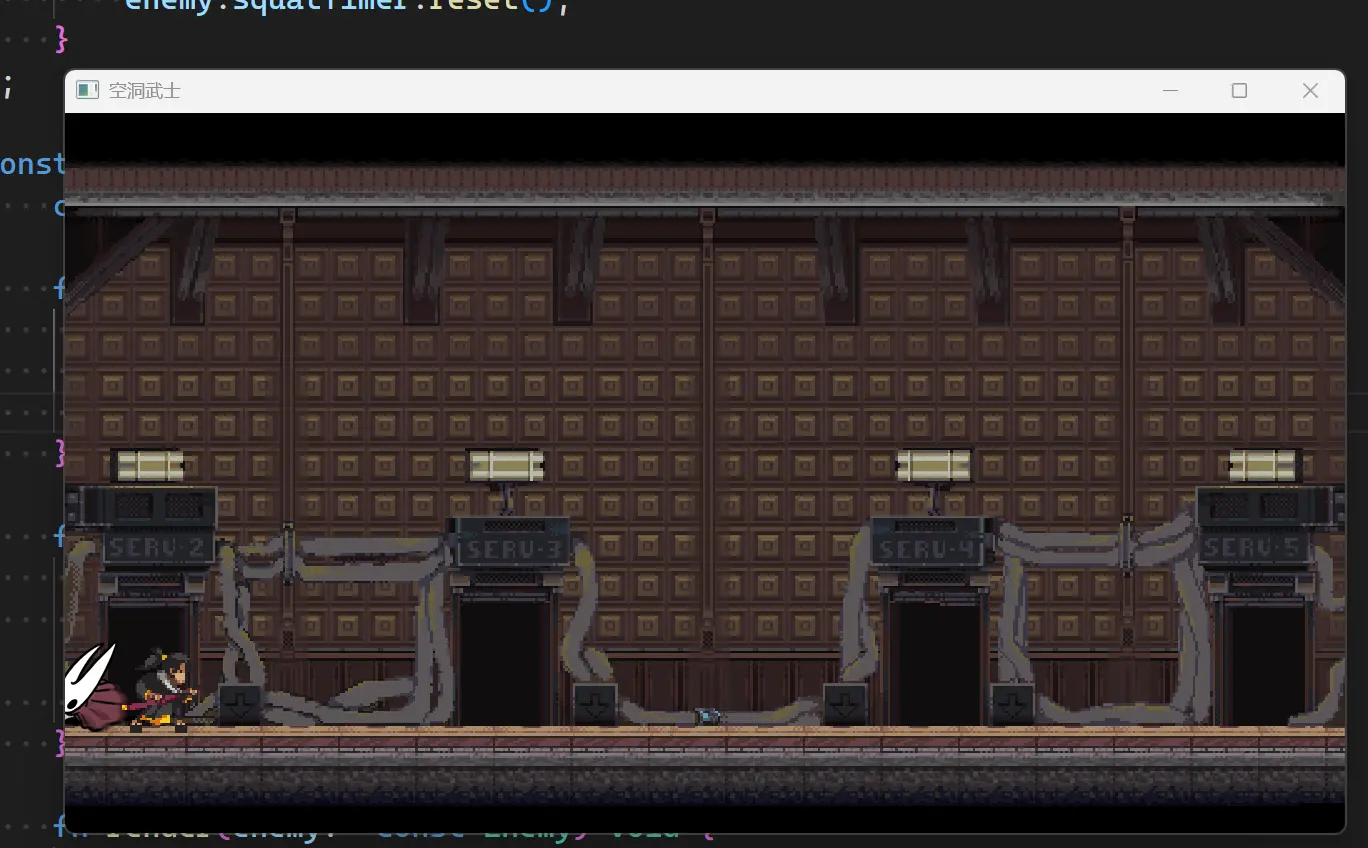 enemy.squatTimer.reset();
}
;
空洞武士
onst
c
f
f
}
SERV-2
SERV-3
SERV-4
SERV-5
f
}
fn render(enemy: *const Enemy) void {